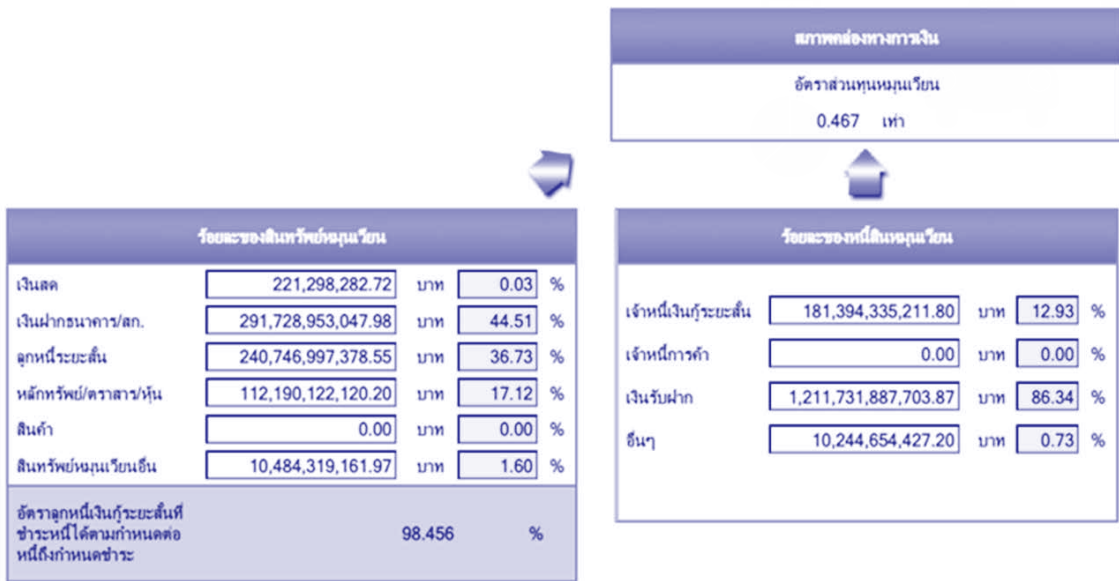 สภาพคล่องทางการเงิน
อัตราส่วนทุนหมุนเวียน
0.467 เท่า
ร้อยละของสินทรัพย์หมุนเวียน
เงินสด 221,298,282.72 บาท 0.03 %
เงินฝากธนาคาร/สก. 291,728,953,047.98 บาท 44.51 %
ลูกหนี้ระยะสั้น 240,746,997,378.55 บาท 36.73 %
หลักทรัพย์/ตราสาร/หุ้น 112,190,122,120.20 บาท 17.12 %
สินค้า 0.00 บาท 0.00 %
สินทรัพย์หมุนเวียนอื่น 10,484,319,161.97 บาท 1.60 %
อัตราลูกหนี้เงินกู้ระยะสั้นที่
ชำระหนี้ได้ตามกำหนดต่อ 98.456 %
หนี้ถึงกำหนดชำระ
ร้อยละของหนี้สินหมุนเวียน
เจ้าหนี้เงินกู้ระยะสั้น 181,394,335,211.80 บาท 12.93 %
เจ้าหนี้การค้า 0.00 บาท 0.00 %
เงินรับฝาก 1,211,731,887,703.87 บาท 86.34 %
อื่นๆ 10,244,654,427.20 บาท 0.73 %